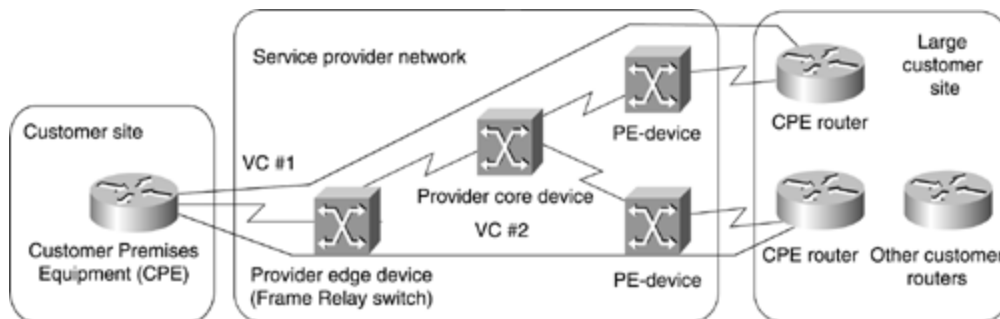 Customer site
Customer Premises
Equipment (CPE)
Service provider network
VC #1
Provider edge device
(Frame Relay switch)
Provider core device
VC #2
PE-device
PE-device
Large
customer
site
CPE router
CPE router
Other customer
routers